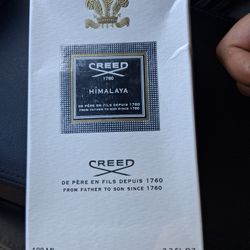 CREED
1760
HIMALAYA
DE PÈRE EN FILS DEPUIS 1760
FROM FATHER TO SON SINCE 1760
CREED
DE PÈRE EN FILS DEPUIS 1760
FROM FATHER TO SON SINCE 1760